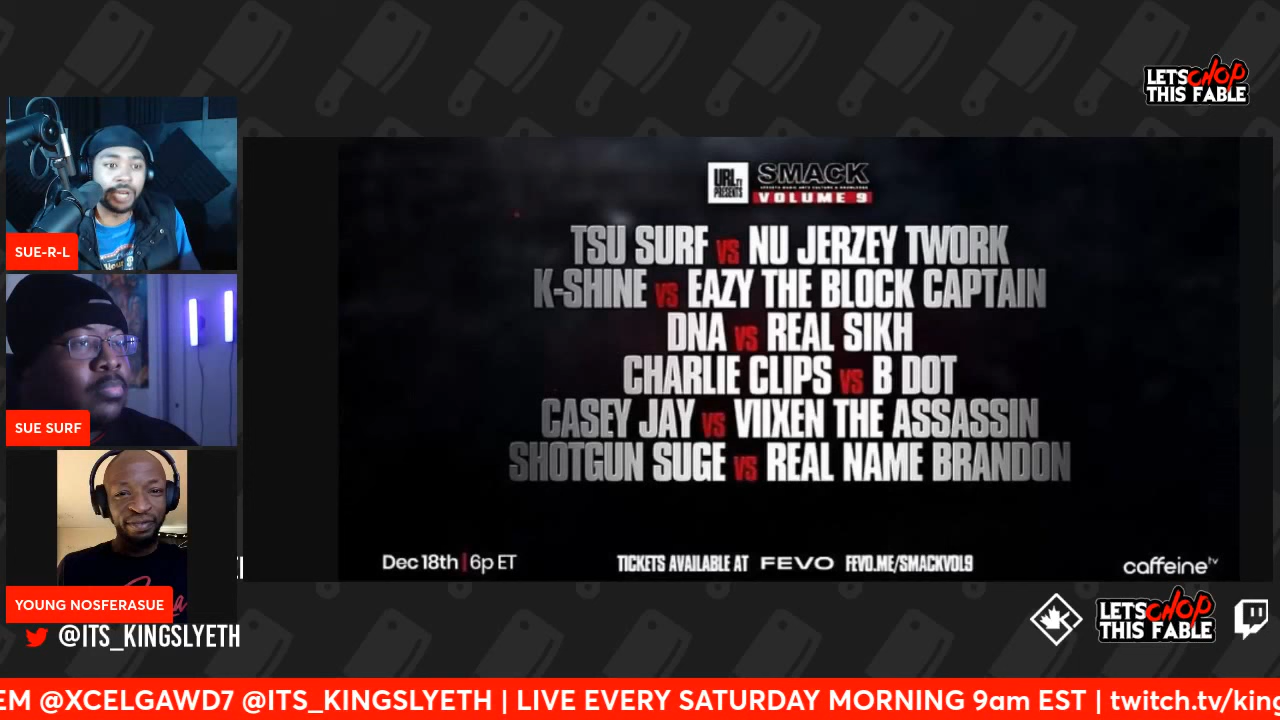 LETS CHOP
THIS FABLE
URLTV
PRESENTS
SMACK
VOLUME 9
TSU SURF VS NU JERZEY TWORK
K-SHINE VS EAZY THE BLOCK CAPTAIN
DNA VS REAL SIKH
CHARLIE CLIPS VS B DOT
CASEY JAY VS VIIXEN THE ASSASSIN
SHOTGUN SUGE VS REAL NAME BRANDON
Dec 18th | 6p ET
TICKETS AVAILABLE AT FEVO FEVO.ME/SMACKVOL9
caffeine tv
SUE-R-L
SUE SURF
YOUNG NOSFERASUE
@ITS_KINGSLYETH
LETS CHOP
THIS FABLE
EM @XCELGAWD7 @ITS_KINGSLYETH | LIVE EVERY SATURDAY MORNING 9am EST | twitch.tv/king